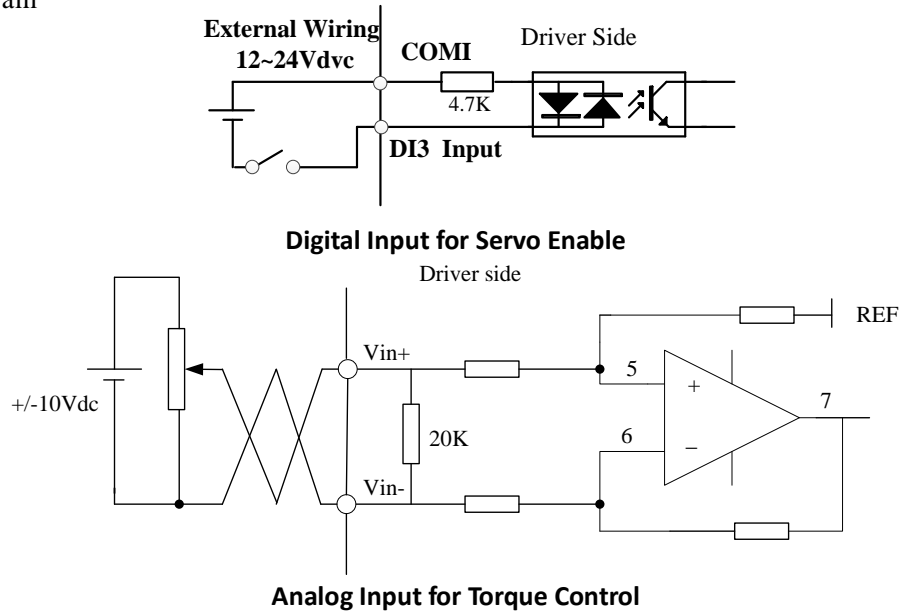 External Wiring
12~24Vdvc
COMI
Driver Side
4.7K
DI3 Input
Digital Input for Servo Enable
Driver side
REF
Vin+
5
+
7
+/-10Vdc
20K
6
−
Vin-
Analog Input for Torque Control